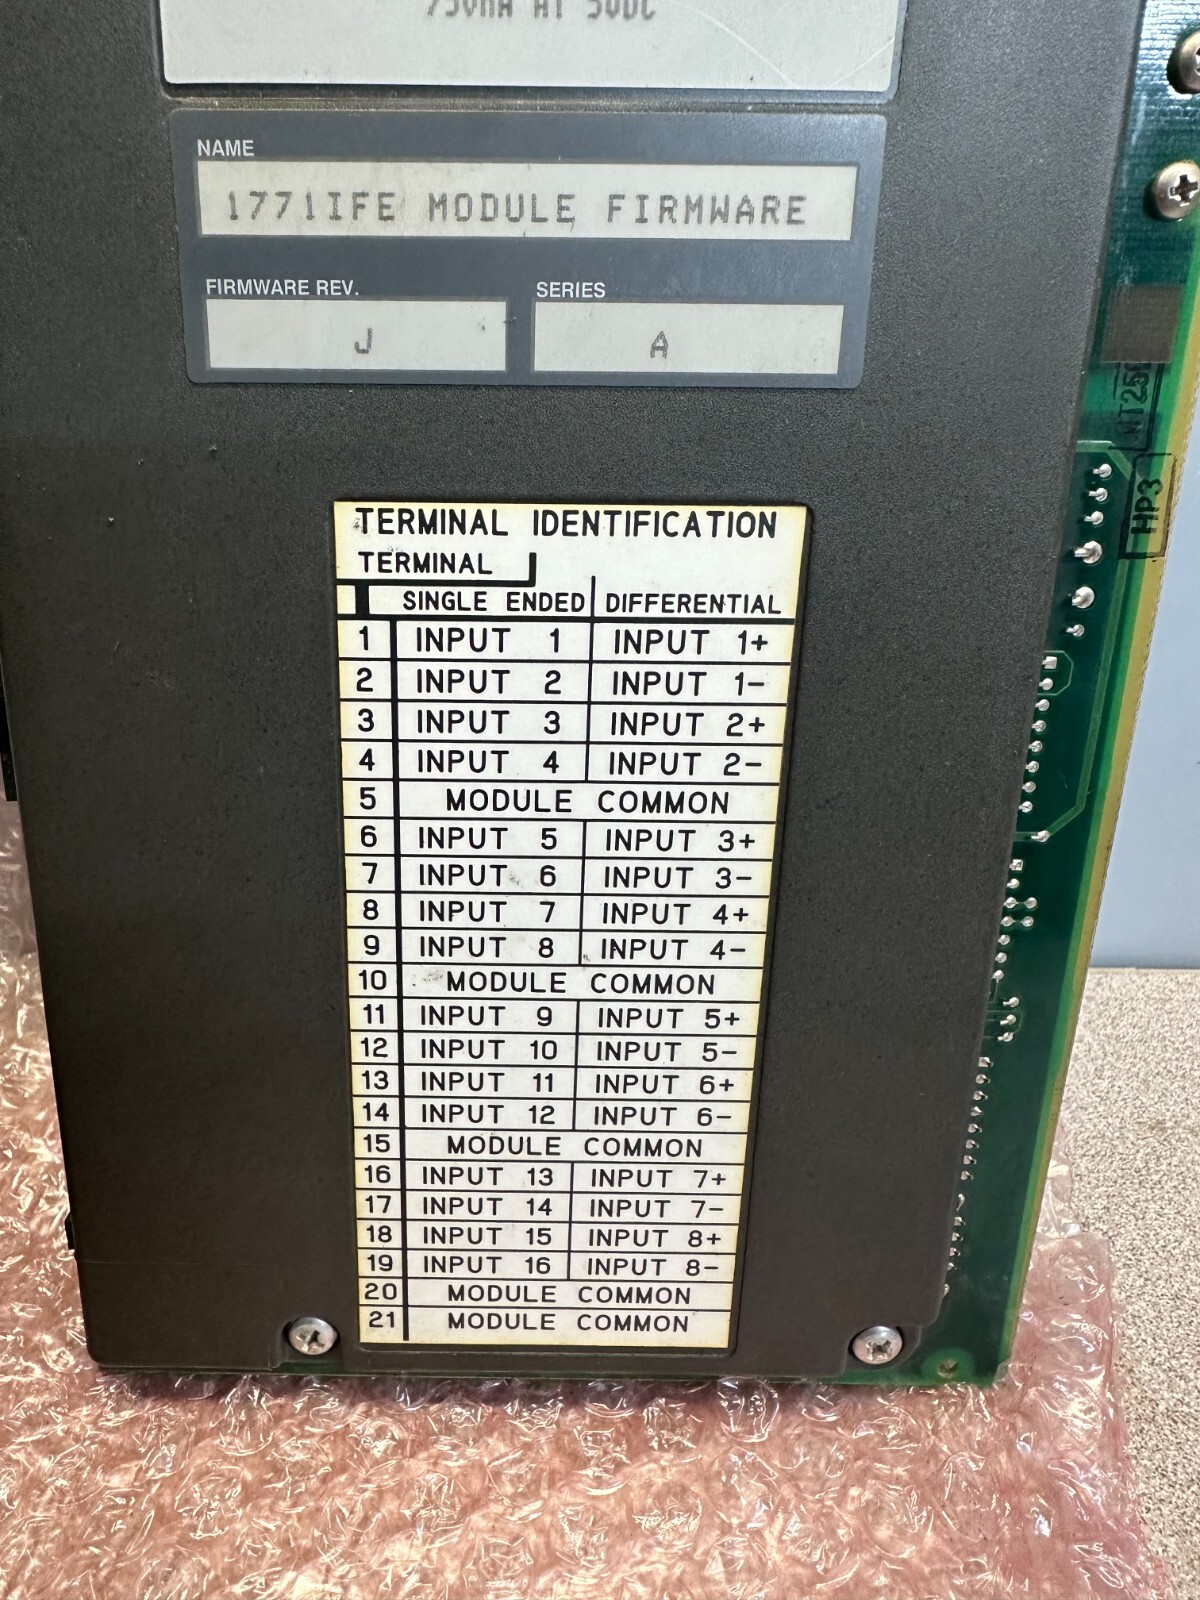 750mA AT 5VDC
NAME
1771IFE MODULE FIRMWARE
FIRMWARE REV. SERIES
J A
TERMINAL IDENTIFICATION
TERMINAL
SINGLE ENDED DIFFERENTIAL
1 INPUT 1 INPUT 1+
2 INPUT 2 INPUT 1-
3 INPUT 3 INPUT 2+
4 INPUT 4 INPUT 2-
5 MODULE COMMON
6 INPUT 5 INPUT 3+
7 INPUT 6 INPUT 3-
8 INPUT 7 INPUT 4+
9 INPUT 8 INPUT 4-
10 MODULE COMMON
11 INPUT 9 INPUT 5+
12 INPUT 10 INPUT 5-
13 INPUT 11 INPUT 6+
14 INPUT 12 INPUT 6-
15 MODULE COMMON
16 INPUT 13 INPUT 7+
17 INPUT 14 INPUT 7-
18 INPUT 15 INPUT 8+
19 INPUT 16 INPUT 8-
20 MODULE COMMON
21 MODULE COMMON
HP3